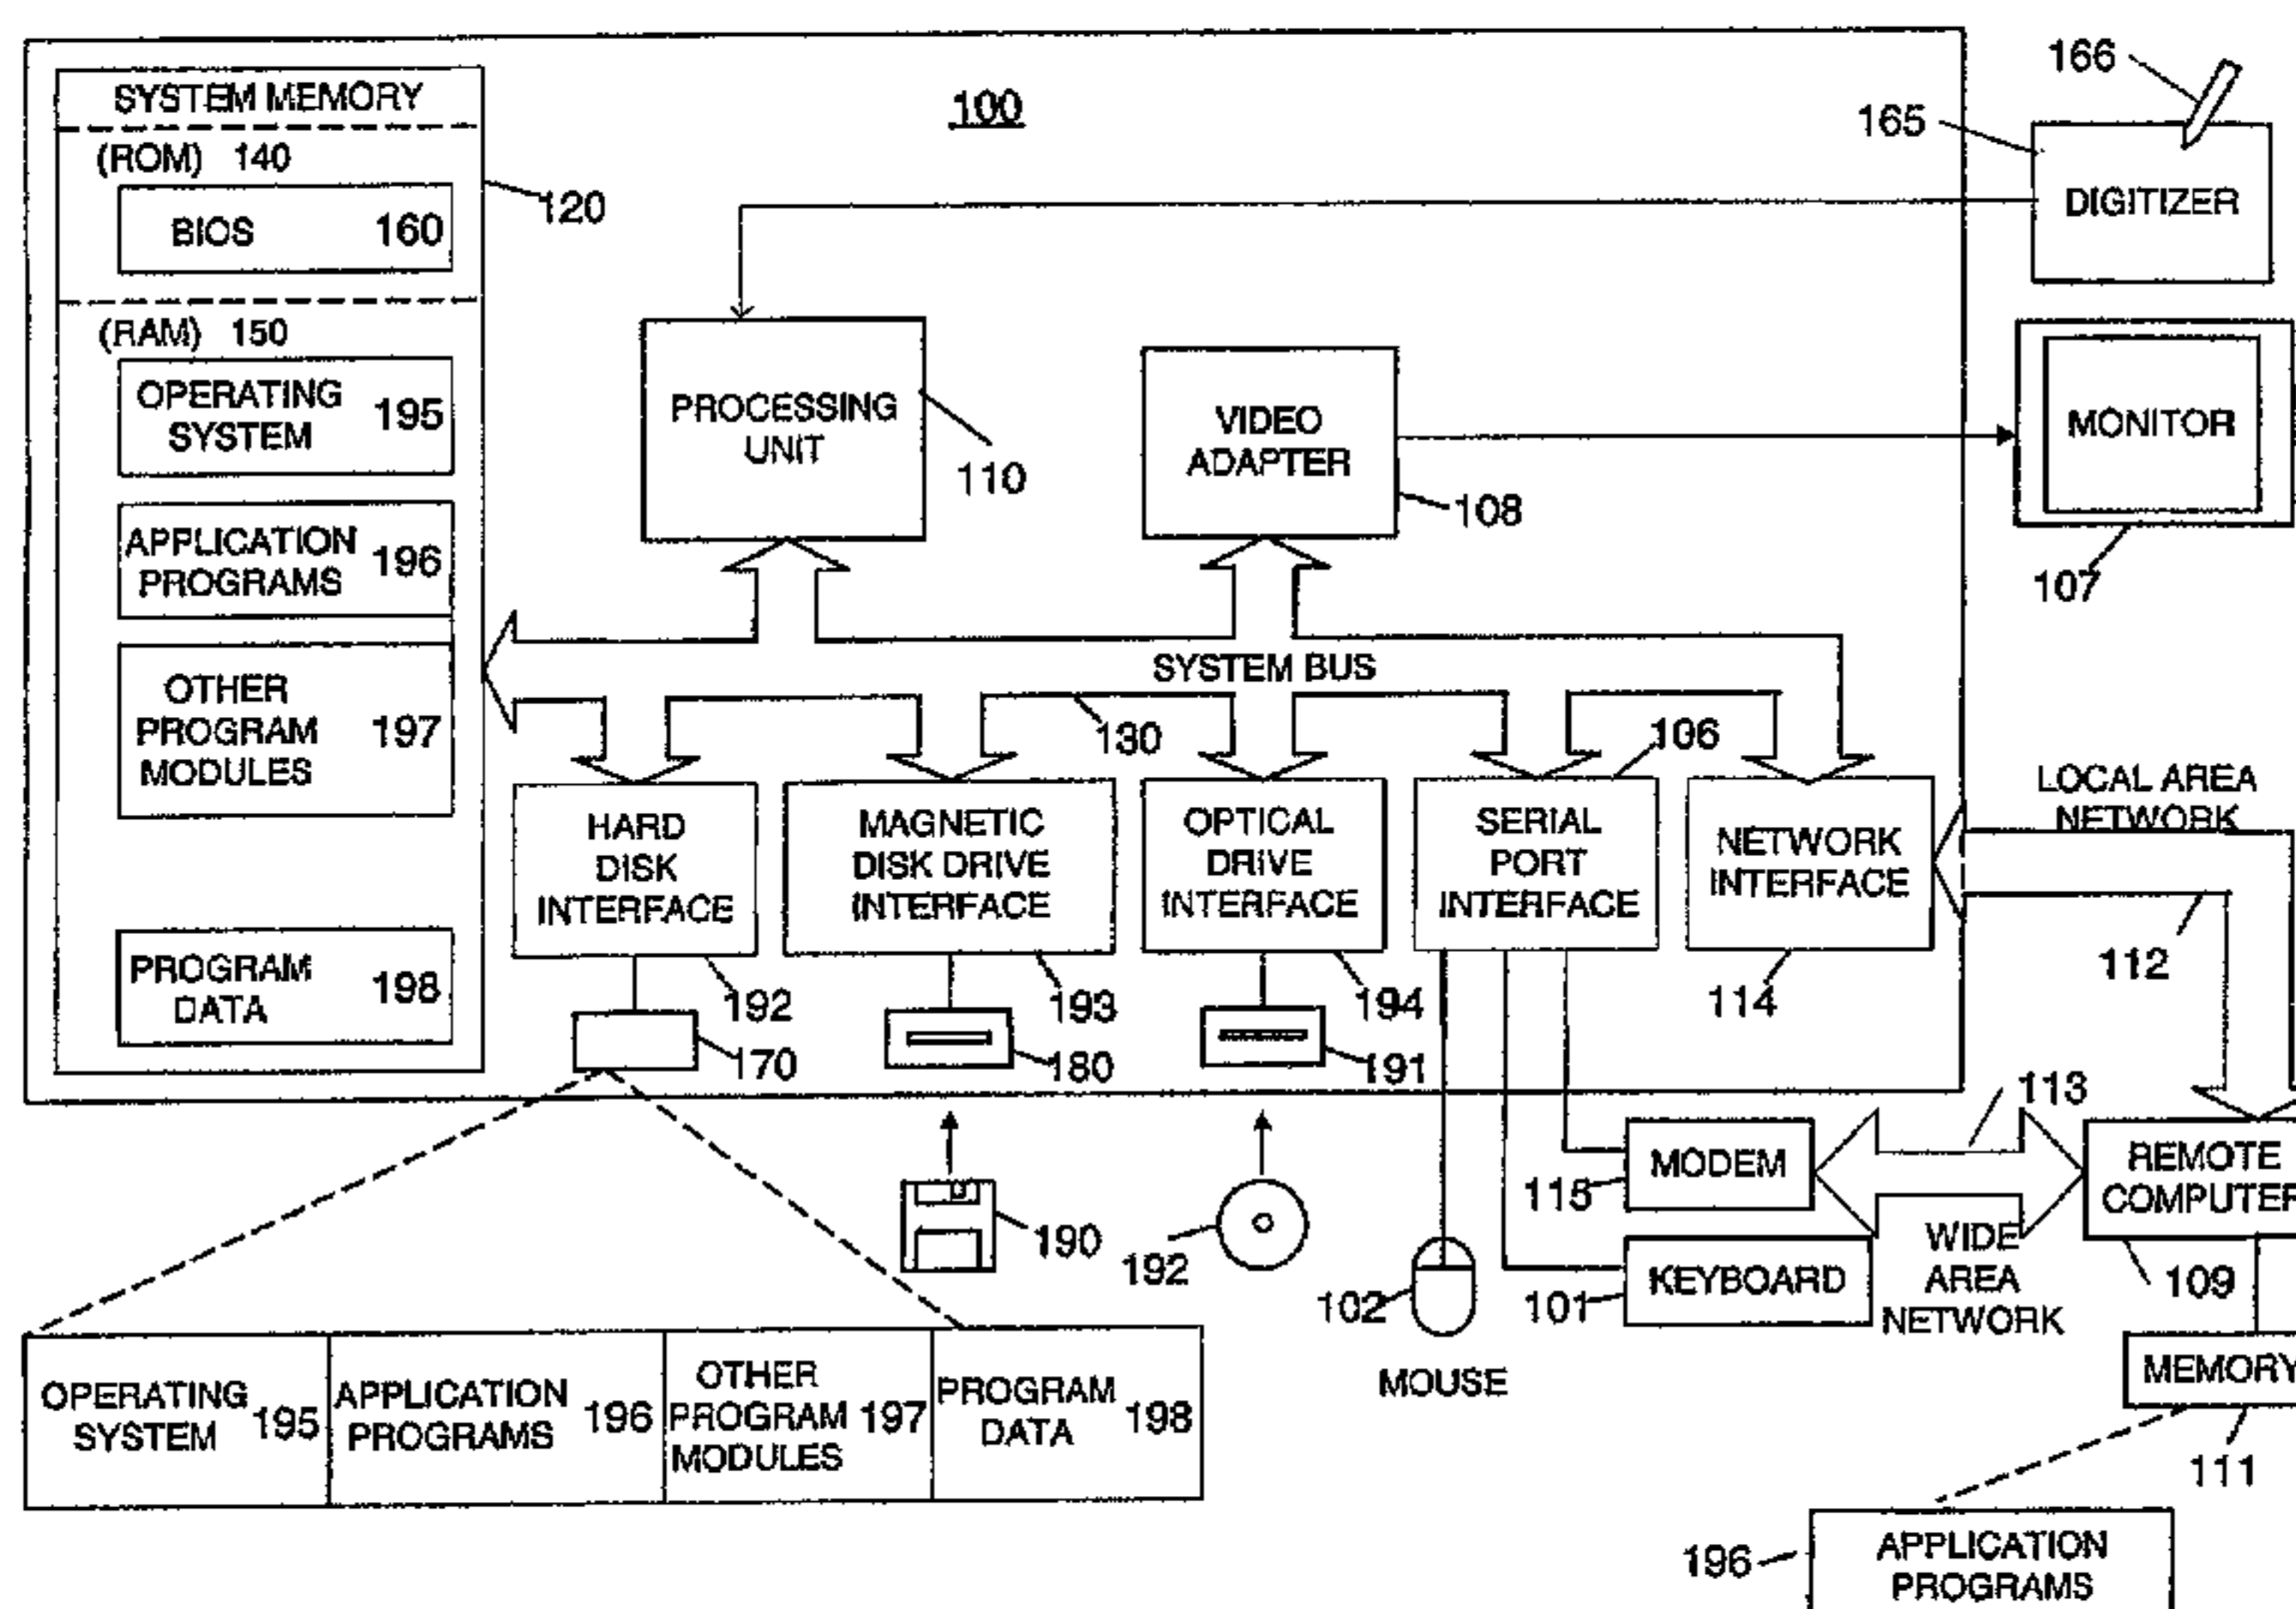 SYSTEM MEMORY
(ROM) 140
BIOS 160
120
(RAM) 150
OPERATING
SYSTEM
195
APPLICATION
PROGRAMS
196
OTHER
PROGRAM
MODULES
197
PROGRAM
DATA
198
100
PROCESSING
UNIT
110
VIDEO
ADAPTER
108
166
165
DIGITIZER
MONITOR
107
SYSTEM BUS
130
106
HARD
DISK
INTERFACE
192
MAGNETIC
DISK DRIVE
INTERFACE
193
OPTICAL
DRIVE
INTERFACE
194
SERIAL
PORT
INTERFACE
NETWORK
INTERFACE
114
LOCAL AREA
NETWORK
112
170
180
191
190
192
102
MOUSE
MODEM
115
KEYBOARD
101
113
WIDE
AREA
NETWORK
REMOTE
COMPUTER
109
MEMORY
111
OPERATING
SYSTEM
195
APPLICATION
PROGRAMS
196
OTHER
PROGRAM
MODULES
197
PROGRAM
DATA
198
196
APPLICATION
PROGRAMS